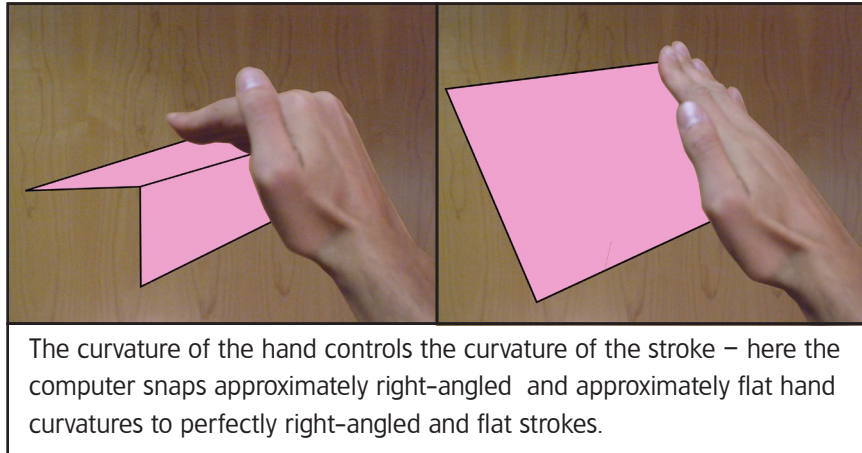 The curvature of the hand controls the curvature of the stroke – here the
computer snaps approximately right-angled and approximately flat hand
curvatures to perfectly right-angled and flat strokes.